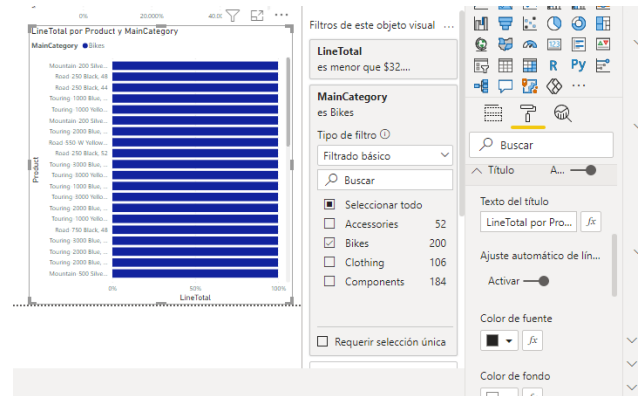 0%
20.000%
40.00
LineTotal por Product y MainCategory
MainCategory
Bikes
Mountain 200 Silve...
Road 250 Black, 48
Road 250 Black, 44
Touring 1000 Blue, ...
Touring 1000 Yello...
Mountain 200 Silve...
Touring 2000 Blue, ...
Road 550 W Yellow...
Touring 2000 Blue, ...
Road 250 Black, 52
Touring 3000 Blue, ...
Touring 3000 Yello...
Touring 1000 Blue, ...
Touring 3000 Yello...
Touring 2000 Blue, ...
Touring 1000 Yello...
Road 750 Black, 48
Touring 3000 Blue, ...
Touring 2000 Blue, ...
Touring 2000 Blue, ...
Mountain 500 Silve...
Product
0%
50%
100%
LineTotal
Filtros de este objeto visual ...
LineTotal
es menor que $32....
MainCategory
es Bikes
Tipo de filtro
Filtrado básico
Buscar
Seleccionar todo
Accessories 52
Bikes 200
Clothing 106
Components 184
Requerir selección única
R Py
123
...
Buscar
Título A...
Texto del título
LineTotal por Pro... fx
Ajuste automático de lín...
Activar
Color de fuente
fx
Color de fondo